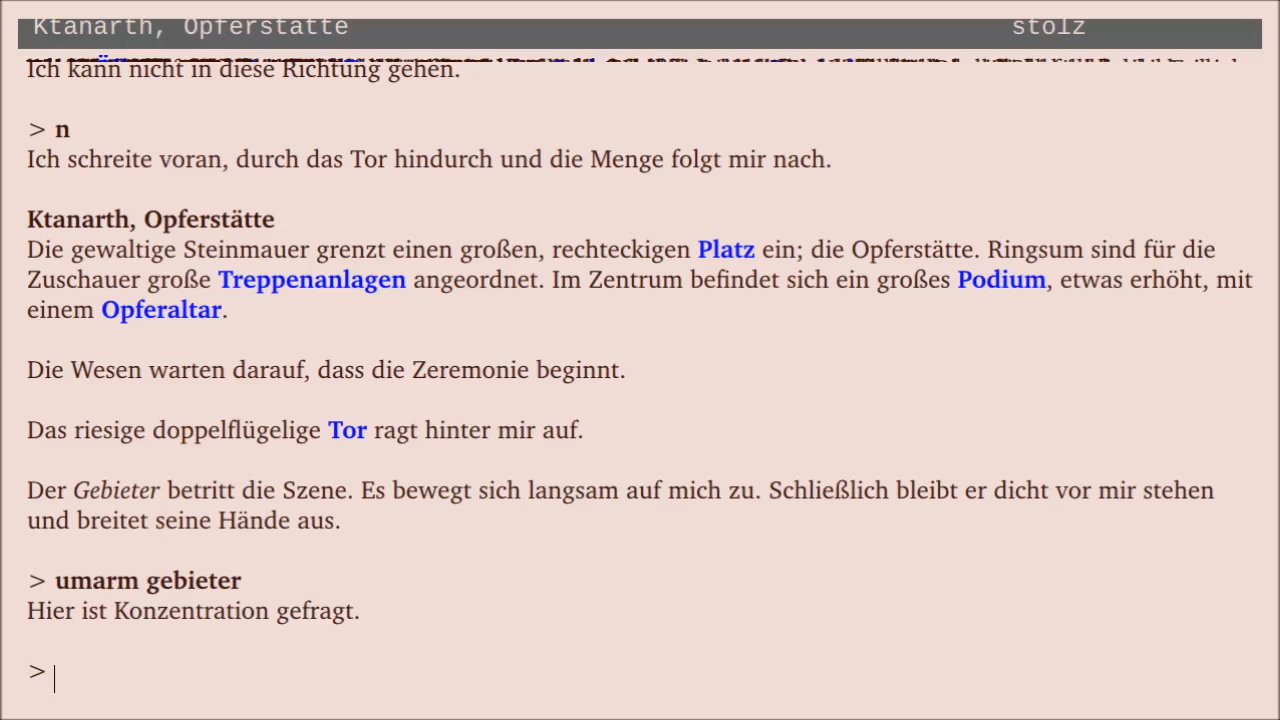 Ktanarth, Opferstätte stolz
Ich kann nicht in diese Richtung gehen.
> n
Ich schreite voran, durch das Tor hindurch und die Menge folgt mir nach.
Ktanarth, Opferstätte
Die gewaltige Steinmauer grenzt einen großen, rechteckigen Platz ein; die Opferstätte. Ringsum sind für die
Zuschauer große Treppenanlagen angeordnet. Im Zentrum befindet sich ein großes Podium, etwas erhöht, mit
einem Opferaltar.
Die Wesen warten darauf, dass die Zeremonie beginnt.
Das riesige doppelflügelige Tor ragt hinter mir auf.
Der Gebieter betritt die Szene. Es bewegt sich langsam auf mich zu. Schließlich bleibt er dicht vor mir stehen
und breitet seine Hände aus.
> umarm gebieter
Hier ist Konzentration gefragt.
>